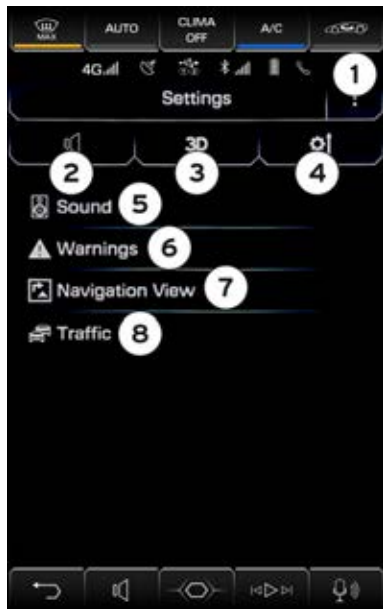 MAX AUTO CLIMA OFF A/C
4G
1
Settings
3D
2 3 4
Sound 5
Warnings 6
Navigation View 7
Traffic 8